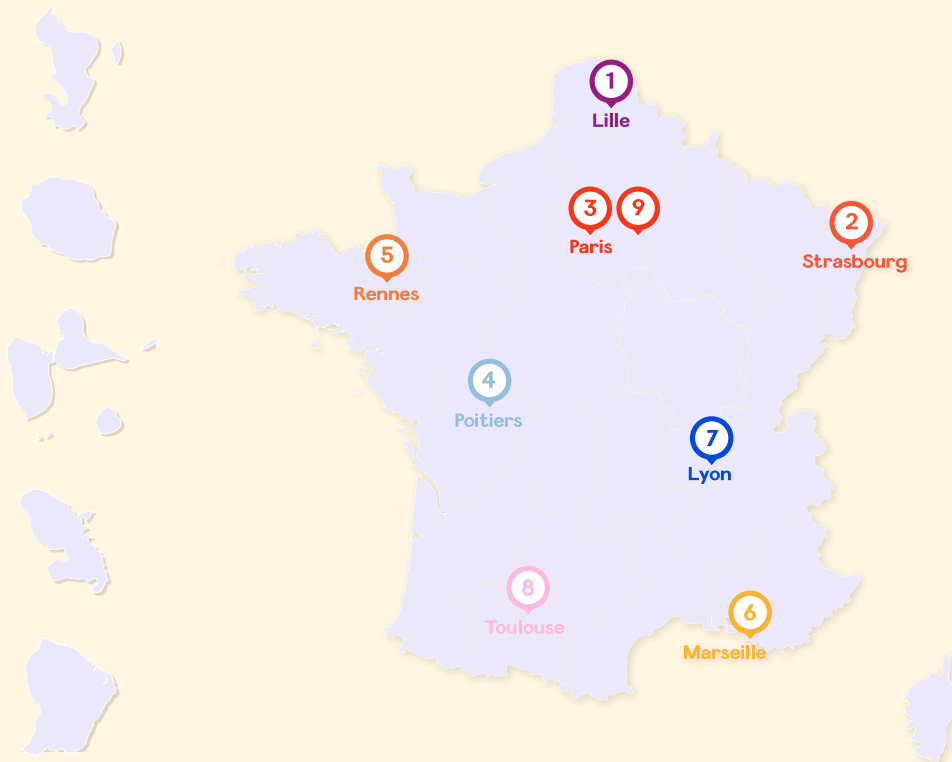 1
Lille
3
9
Paris
2
Strasbourg
5
Rennes
4
Poitiers
7
Lyon
8
Toulouse
6
Marseille